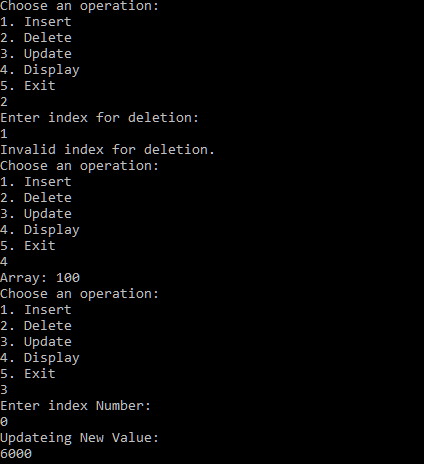 Choose an operation:
1. Insert
2. Delete
3. Update
4. Display
5. Exit
2
Enter index for deletion:
1
Invalid index for deletion.
Choose an operation:
1. Insert
2. Delete
3. Update
4. Display
5. Exit
4
Array: 100
Choose an operation:
1. Insert
2. Delete
3. Update
4. Display
5. Exit
3
Enter index Number:
0
Updateing New Value:
6000